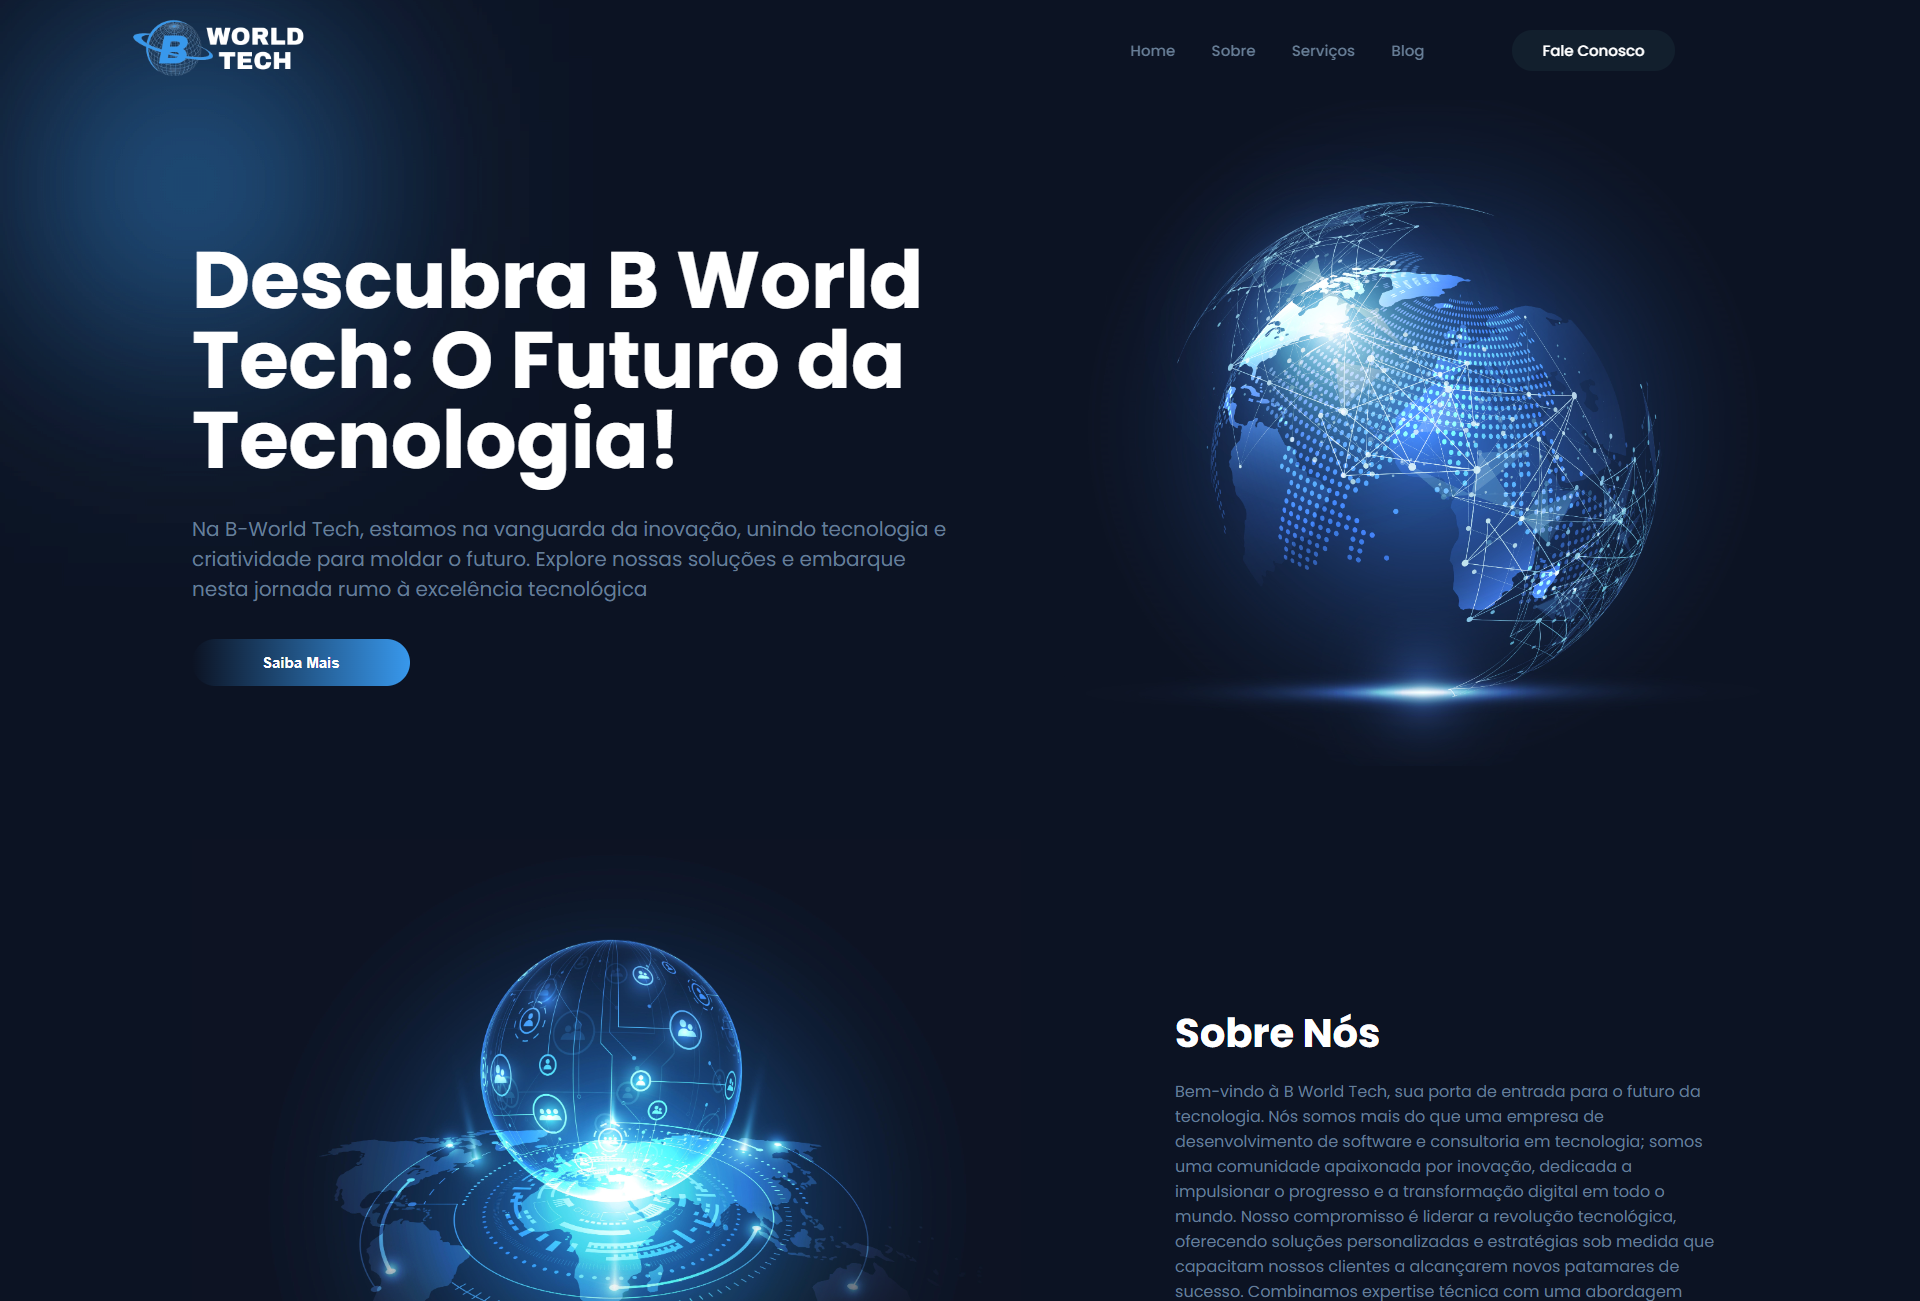 B WORLD
TECH
Home Sobre Serviços Blog Fale Conosco
Descubra B World
Tech: O Futuro da
Tecnologia!
Na B-World Tech, estamos na vanguarda da inovação, unindo tecnologia e
criatividade para moldar o futuro. Explore nossas soluções e embarque
nesta jornada rumo à excelência tecnológica
Saiba Mais
Sobre Nós
Bem-vindo à B World Tech, sua porta de entrada para o futuro da
tecnologia. Nós somos mais do que uma empresa de
desenvolvimento de software e consultoria em tecnologia; somos
uma comunidade apaixonada por inovação, dedicada a
impulsionar o progresso e a transformação digital em todo o
mundo. Nosso compromisso é liderar a revolução tecnológica,
oferecendo soluções personalizadas e estratégias sob medida que
capacitam nossos clientes a alcançarem novos patamares de
sucesso. Combinamos expertise técnica com uma abordagem